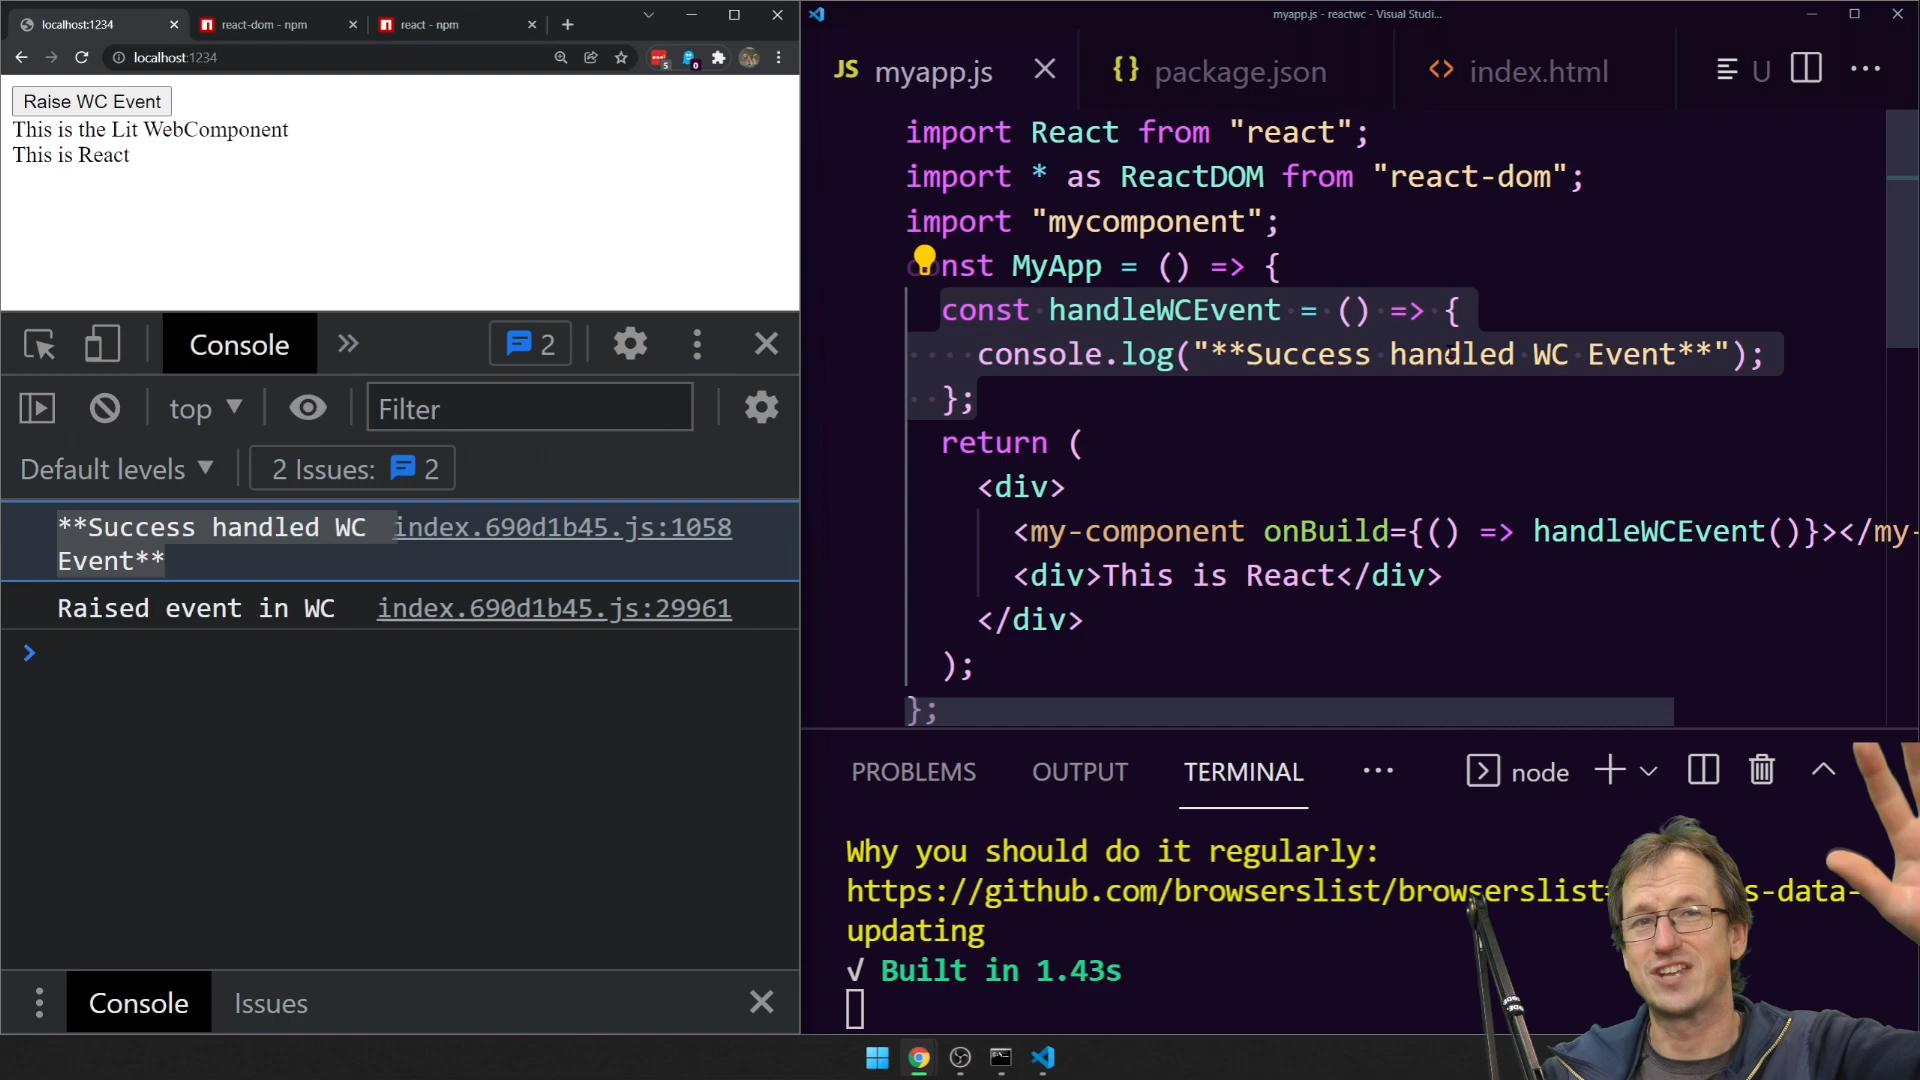 localhost:1234
react-dom - npm
react - npm
localhost:1234
5
0
Raise WC Event
This is the Lit WebComponent
This is React
Console
2
top
Filter
Default levels
2 Issues:
2
**Success handled WC Event**
index.690d1b45.js:1058
Raised event in WC
index.690d1b45.js:29961
>
Console
Issues
myapp.js - reactwc - Visual Studi...
JS myapp.js
{} package.json
<> index.html
U
import React from "react";
import * as ReactDOM from "react-dom";
import "mycomponent";
const MyApp = () => {
const handleWCEvent = () => {
console.log("**Success handled WC Event**");
};
return (
<div>
<my-component onBuild={() => handleWCEvent()}></my-
<div>This is React</div>
</div>
);
};
PROBLEMS
OUTPUT
TERMINAL
node
Why you should do it regularly:
https://github.com/browserslist/browserslist s-data-
updating
√ Built in 1.43s